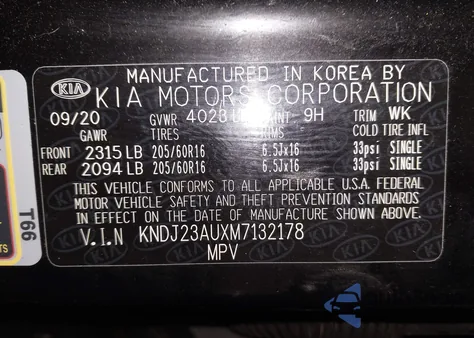 MANUFACTURED IN KOREA BY
KIA KIA MOTORS CORPORATION
09/20 GVWR 4023 9H TRIM WK
GAWR TIRES COLD TIRE INFL
FRONT 2315 LB 205/60R16 6.5Jx16 33psi SINGLE
REAR 2094 LB 205/60R16 6.5Jx16 33psi SINGLE
THIS VEHICLE CONFORMS TO ALL APPLICABLE U.S.A. FEDERAL
MOTOR VEHICLE SAFETY AND THEFT PREVENTION STANDARDS
IN EFFECT ON THE DATE OF MANUFACTURE SHOWN ABOVE.
V.I.N KNDJ23AUXM7132178
MPV
T66